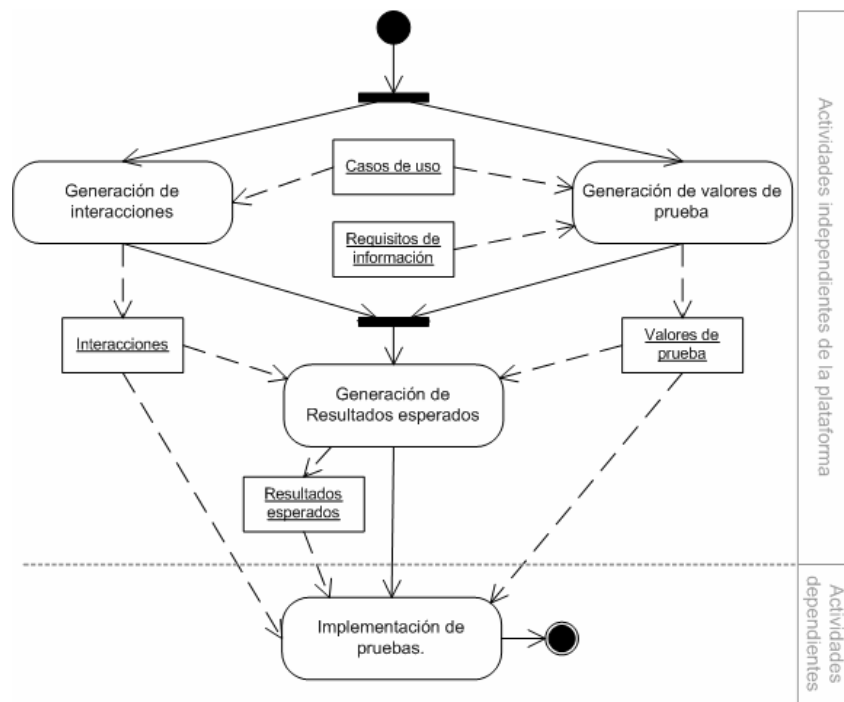 Casos de uso
Generación de
interacciones
Generación de valores de
prueba
Requisitos de
información
Interacciones
Valores de
prueba
Generación de
Resultados esperados
Resultados
esperados
Implementación de
pruebas.
Actividades independientes de la plataforma
Actividades
dependientes